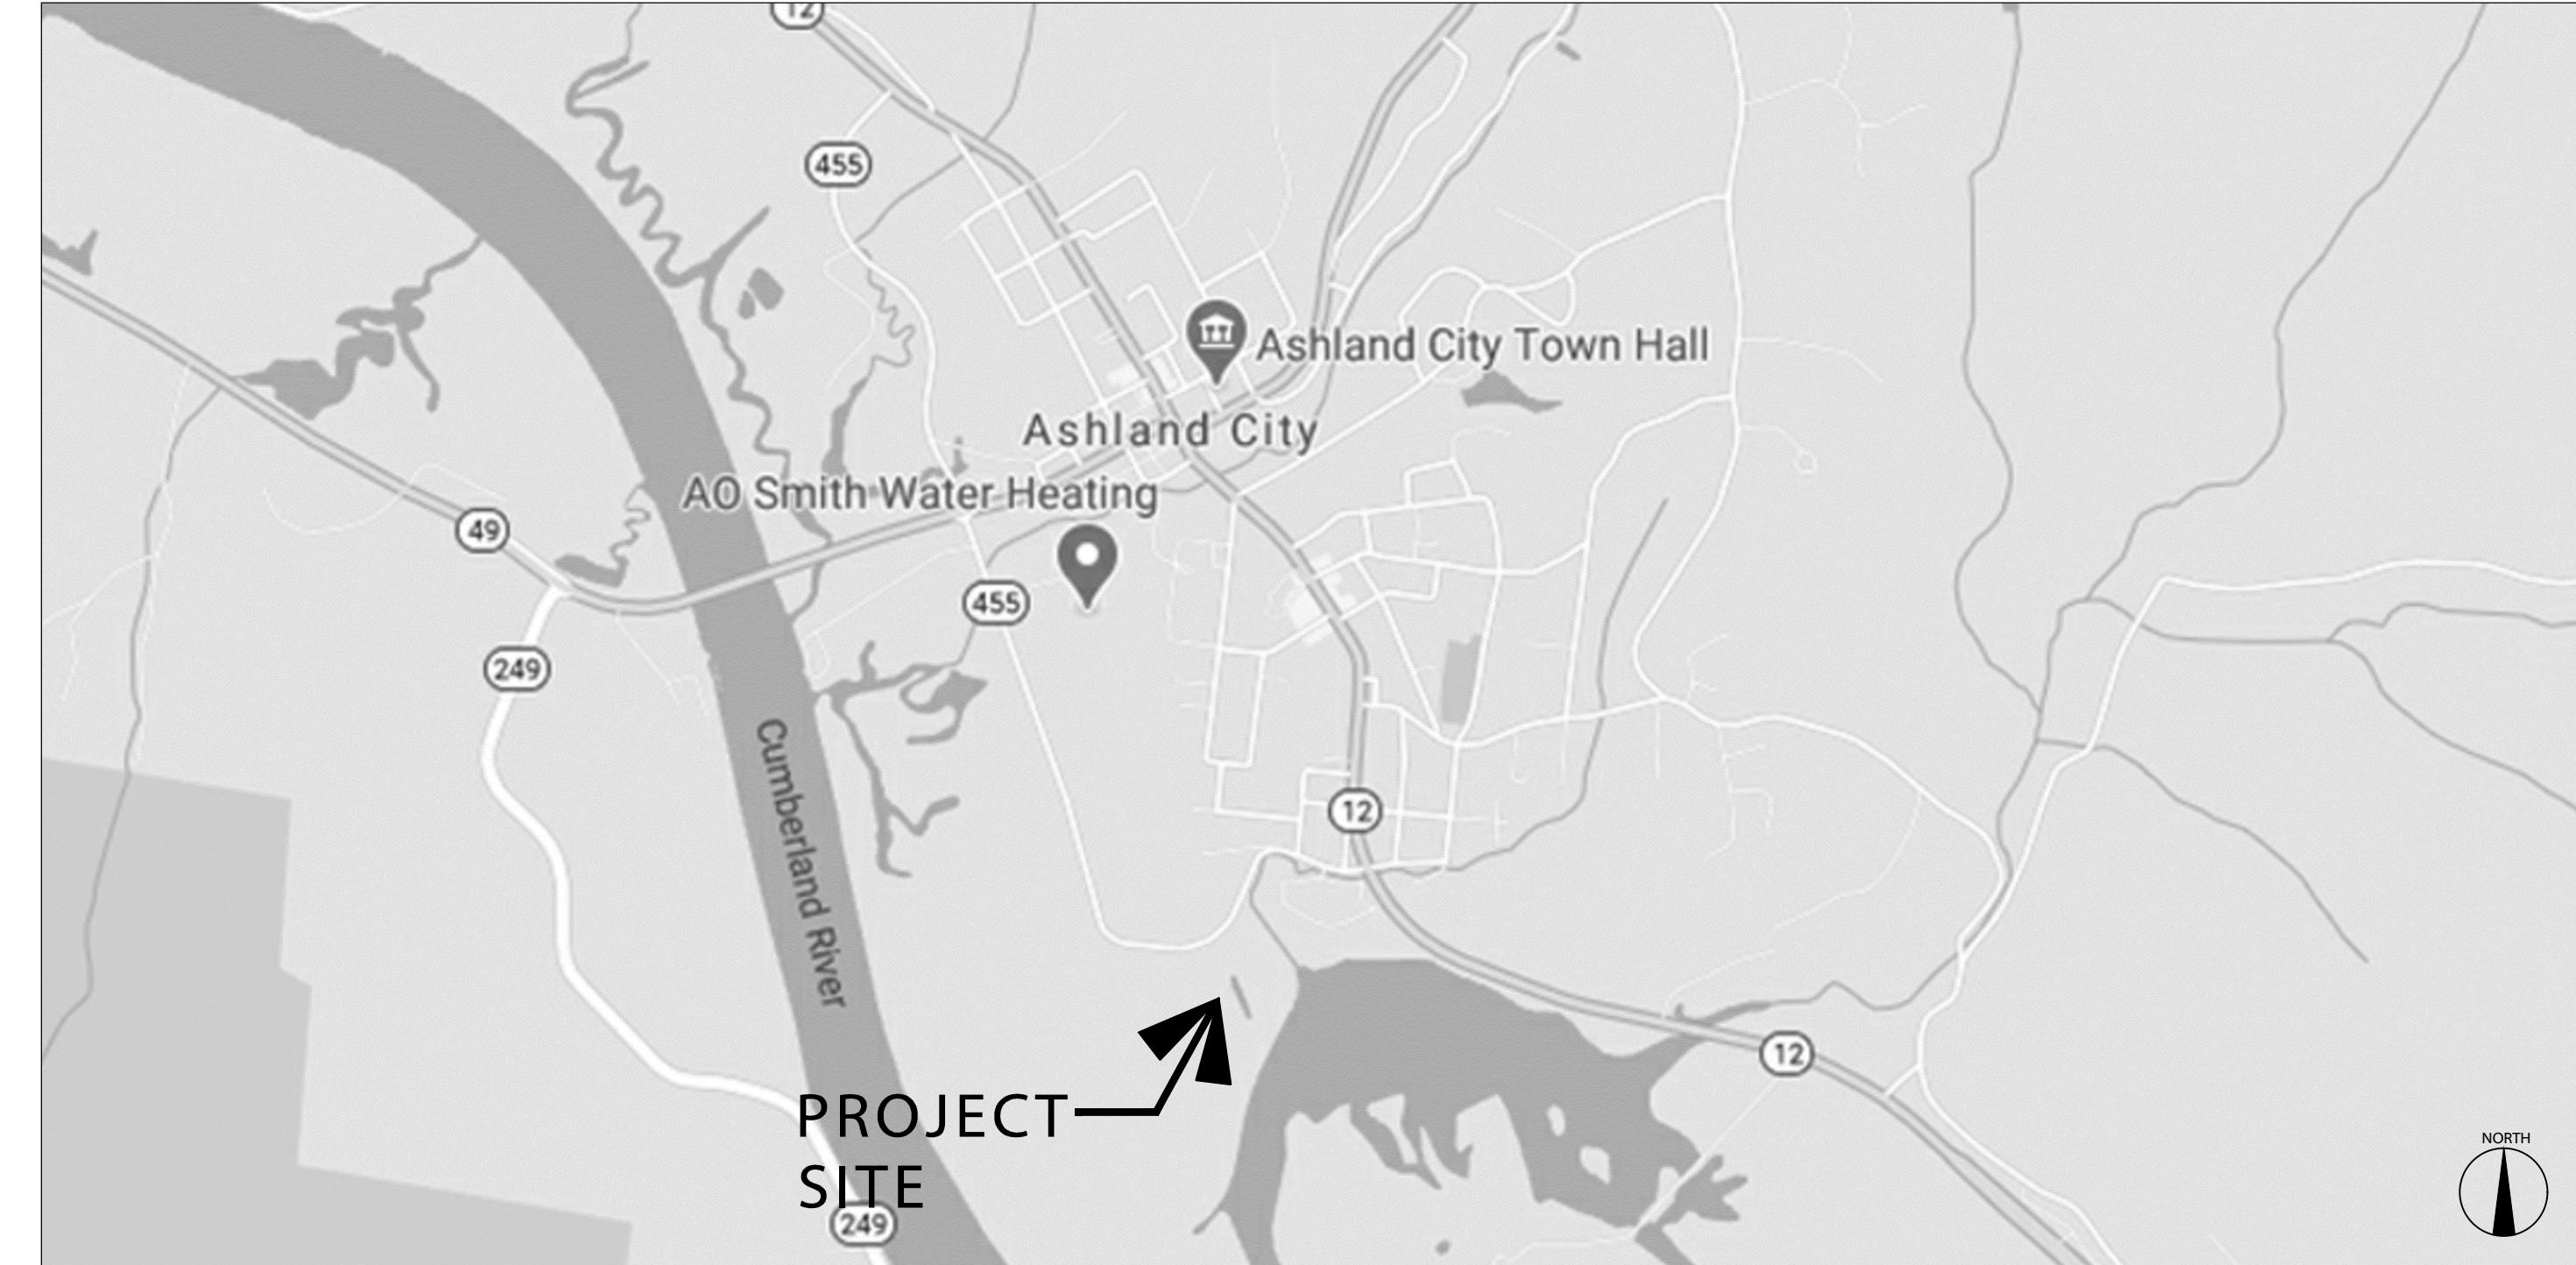 12
455
Ashland City Town Hall
Ashland City
AO Smith Water Heating
49
455
249
Cumberland River
12
12
PROJECT
SITE
NORTH
249